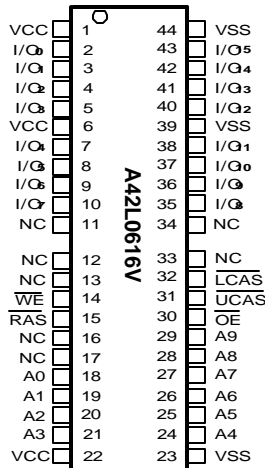 VCC 1 44 VSS
I/O0 2 43 I/O15
I/O1 3 42 I/O14
I/O2 4 41 I/O13
I/O3 5 40 I/O12
VCC 6 39 VSS
I/O4 7 38 I/O11
I/O5 8 37 I/O10
I/O6 9 36 I/O9
I/O7 10 35 I/O8
NC 11 34 NC
A42L0616V
NC 12 33 NC
NC 13 32 LCAS
WE 14 31 UCAS
RAS 15 30 OE
NC 16 29 A9
NC 17 28 A8
A0 18 27 A7
A1 19 26 A6
A2 20 25 A5
A3 21 24 A4
VCC 22 23 VSS